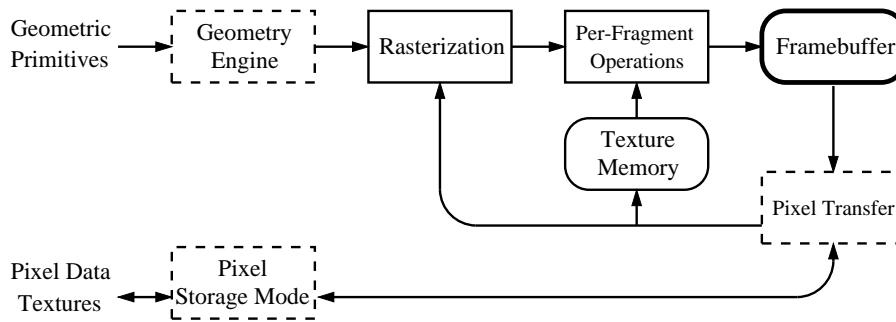 Geometric
Primitives
Geometry
Engine
Rasterization
Per-Fragment
Operations
Framebuffer
Texture
Memory
Pixel Transfer
Pixel Data
Textures
Pixel
Storage Mode